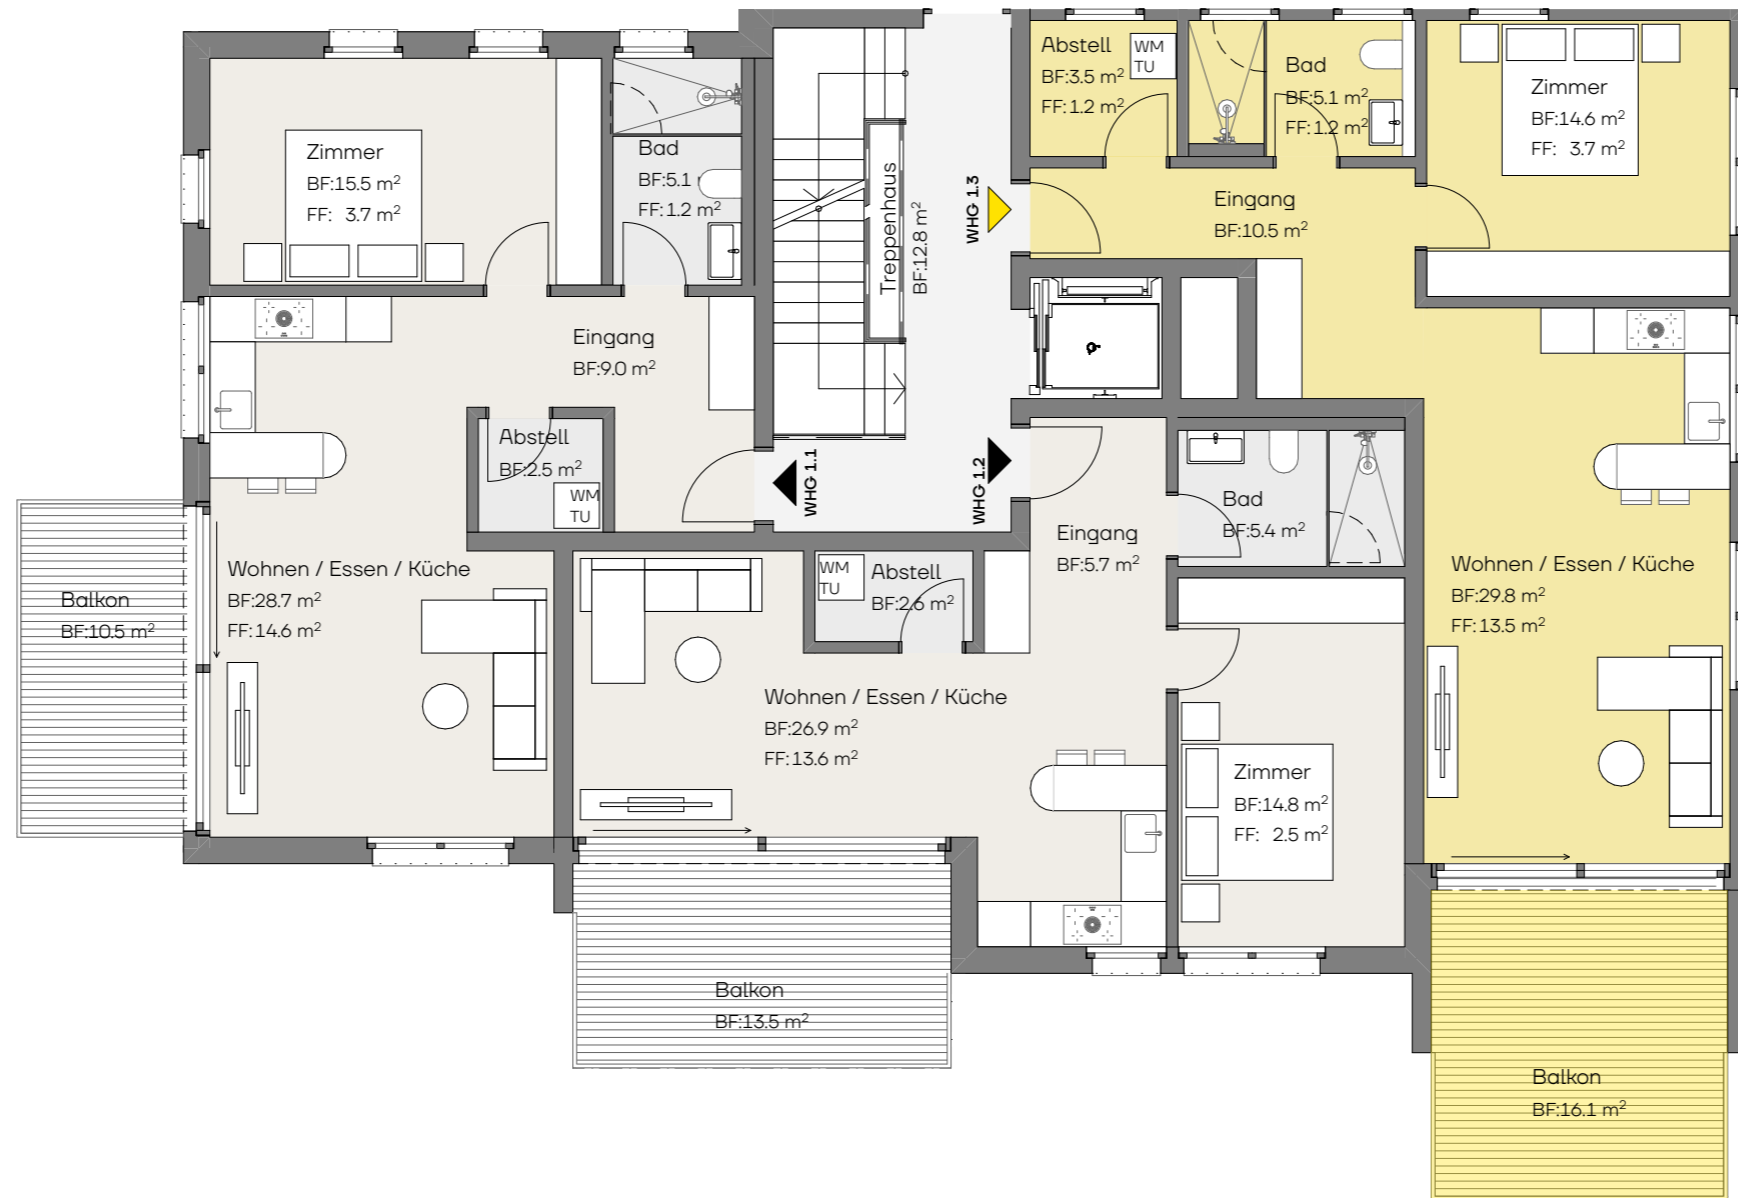 Zimmer
BF:15.5 m²
FF: 3.7 m²
Bad
BF:5.1
FF:1.2 m²
Eingang
BF:9.0 m²
Abstell
BF:2.5 m²
WM
TU
Wohnen / Essen / Küche
BF:28.7 m²
FF:14.6 m²
Balkon
BF:10.5 m²
Treppenhaus
BF:12.8 m²
WHG 1.1
WHG 1.2
WHG 1.3
Abstell
BF:3.5 m²
FF:1.2 m²
WM
TU
Bad
BF:5.1 m²
FF:1.2 m²
Zimmer
BF:14.6 m²
FF: 3.7 m²
Eingang
BF:10.5 m²
Wohnen / Essen / Küche
BF:29.8 m²
FF:13.5 m²
Balkon
BF:16.1 m²
Eingang
BF:5.7 m²
Bad
BF:5.4 m²
WM
TU
Abstell
BF:2.6 m²
Wohnen / Essen / Küche
BF:26.9 m²
FF:13.6 m²
Zimmer
BF:14.8 m²
FF: 2.5 m²
Balkon
BF:13.5 m²